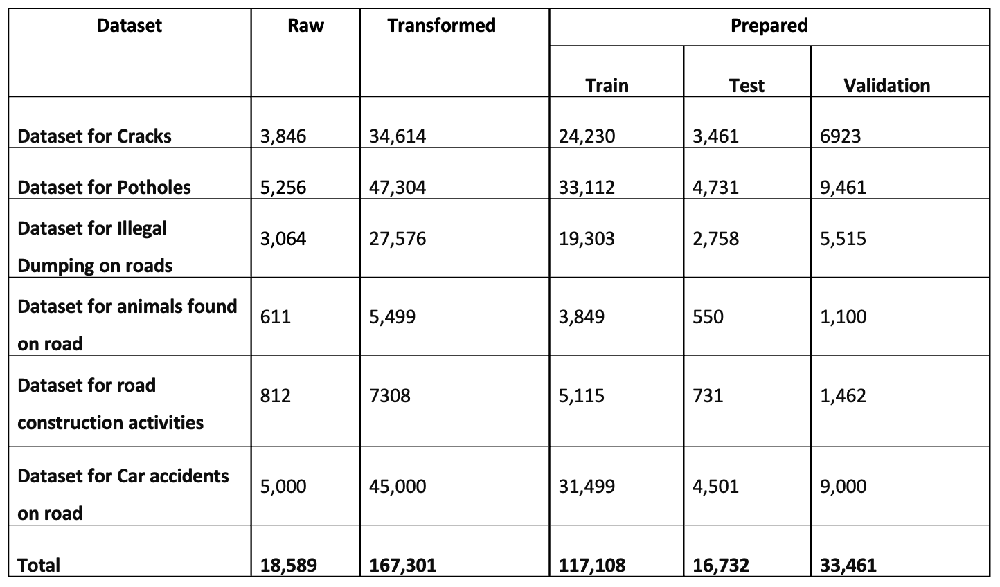 Dataset Raw Transformed Prepared
Train Test Validation
Dataset for Cracks 3,846 34,614 24,230 3,461 6923
Dataset for Potholes 5,256 47,304 33,112 4,731 9,461
Dataset for Illegal
Dumping on roads 3,064 27,576 19,303 2,758 5,515
Dataset for animals found
on road 611 5,499 3,849 550 1,100
Dataset for road
construction activities 812 7308 5,115 731 1,462
Dataset for Car accidents
on road 5,000 45,000 31,499 4,501 9,000
Total 18,589 167,301 117,108 16,732 33,461